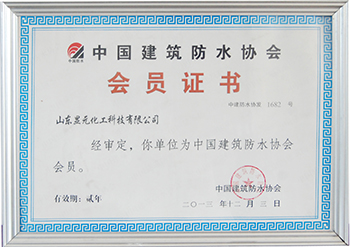 中国建筑防水协会
会员证书
中建防水协发 1682 号
山东蓝元化工科技有限公司
经审定，你单位为中国建筑防水协会
会员。
中国建筑防水协会
有效期：贰年
二〇一三年十二月三日